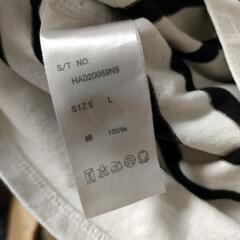 S/T NO.
HA020069N9
SIZE L
綿 100%